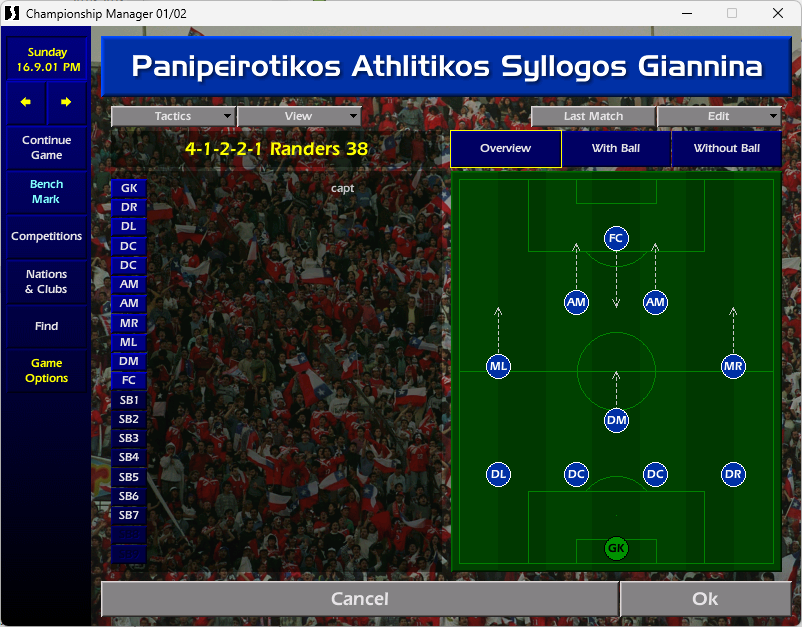 Championship Manager 01/02
Panipeirotikos Athlitikos Syllogos Giannina
Sunday
16.9.01 PM
Continue
Game
Bench
Mark
Competitions
Nations
& Clubs
Find
Game
Options
Tactics
View
Last Match
Edit
4-1-2-2-1 Randers 38
Overview
With Ball
Without Ball
GK
capt
DR
DL
DC
DC
AM
AM
MR
ML
DM
FC
SB1
SB2
SB3
SB4
SB5
SB6
SB7
FC
AM
AM
ML
MR
DM
DL
DC
DC
DR
GK
Cancel
Ok